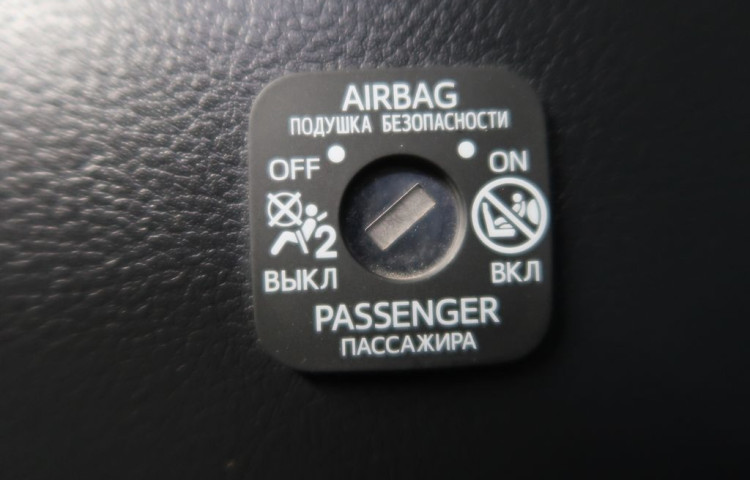 AIRBAG
ПОДУШКА БЕЗОПАСНОСТИ
OFF ON
2
ВЫКЛ ВКЛ
PASSENGER
ПАССАЖИРА